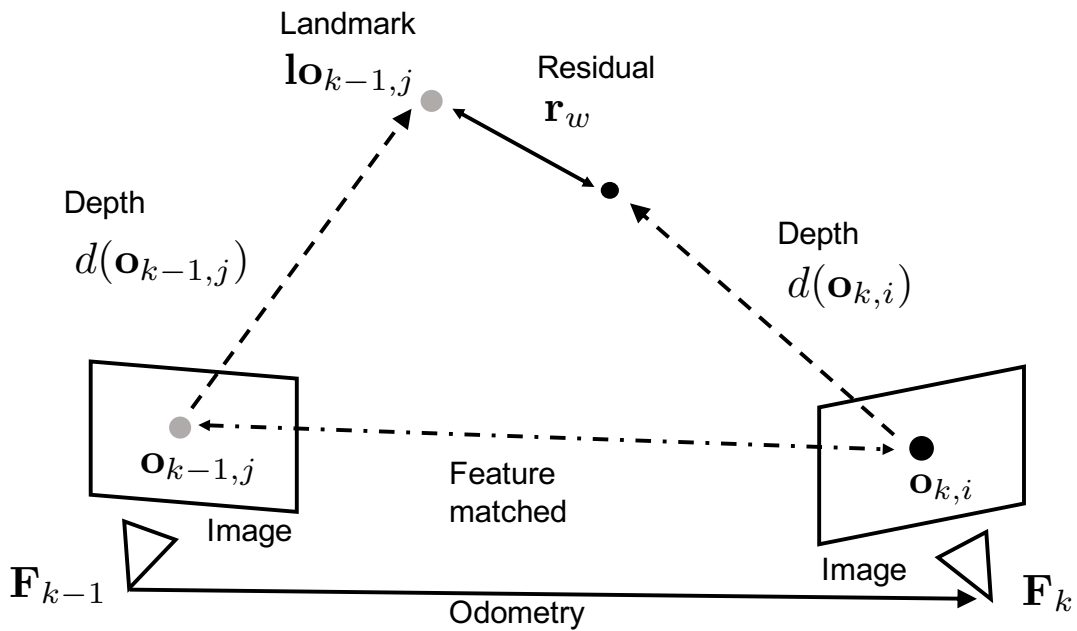 Landmark
lo_{k-1,j}
Residual
r_w
Depth
d(o_{k-1,j})
Depth
d(o_{k,i})
o_{k-1,j}
o_{k,i}
Feature
matched
Image
Image
F_{k-1}
F_k
Odometry